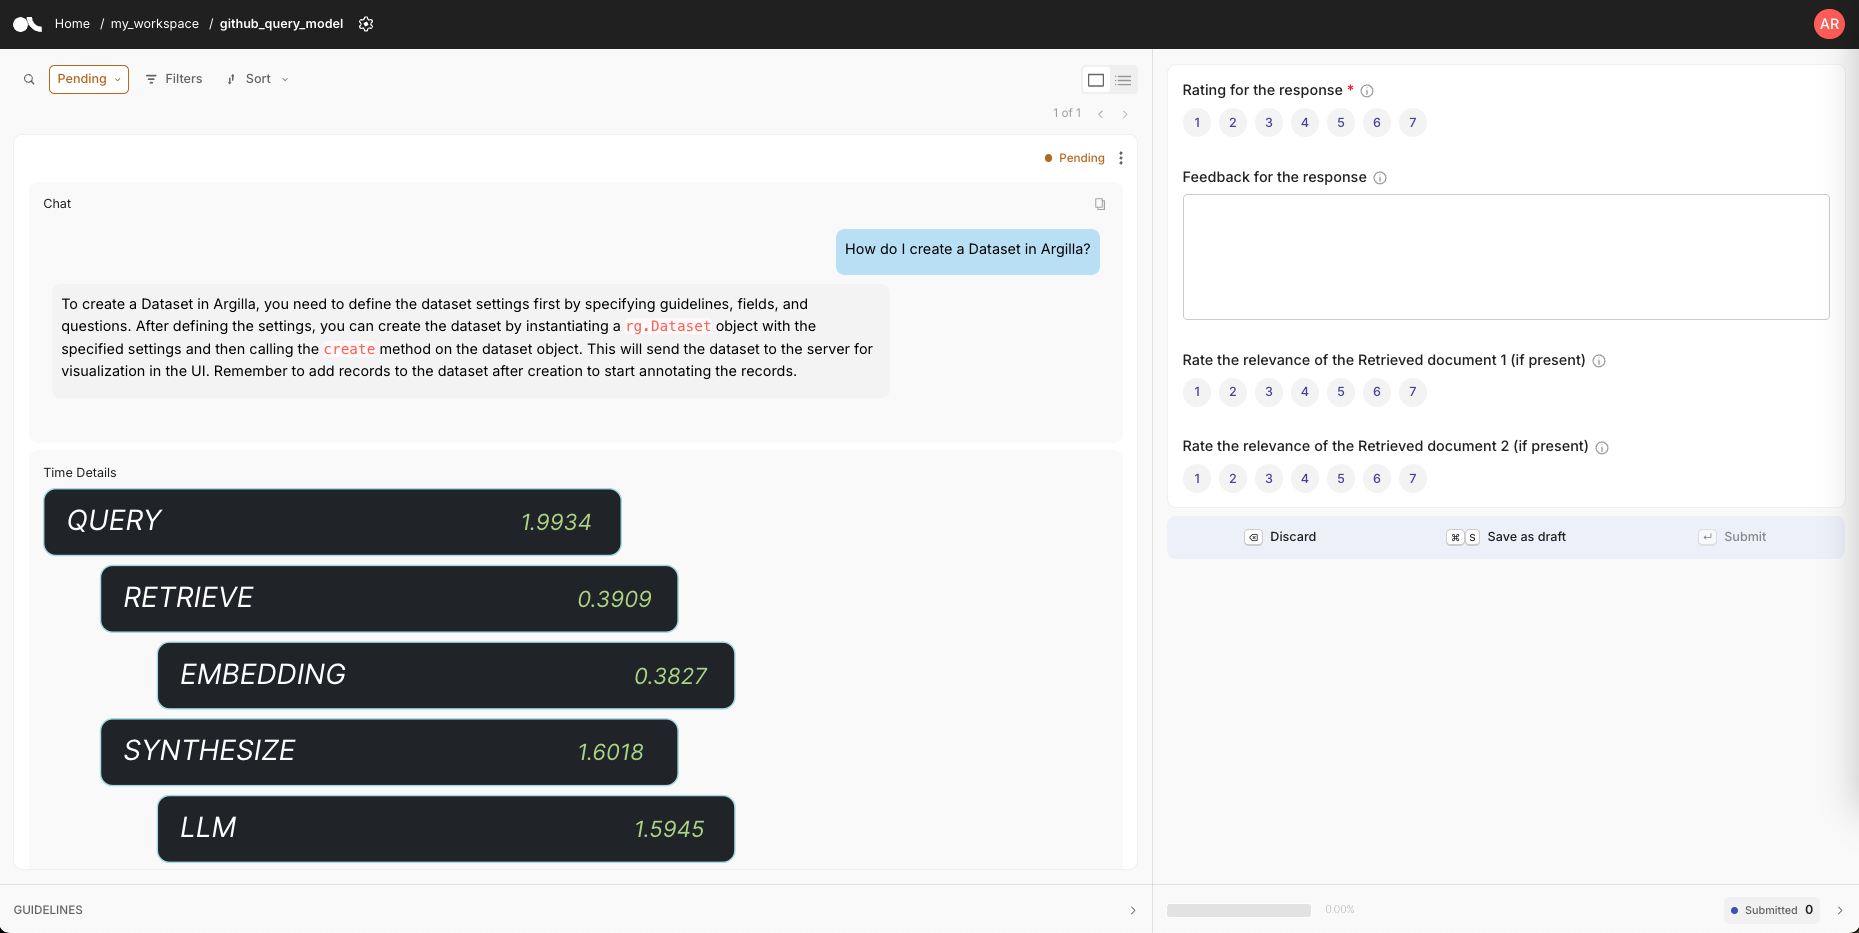 Home / my_workspace / github_query_model
AR
Pending
Filters
Sort
1 of 1
Pending
Chat
How do I create a Dataset in Argilla?
To create a Dataset in Argilla, you need to define the dataset settings first by specifying guidelines, fields, and
questions. After defining the settings, you can create the dataset by instantiating a rg.Dataset object with the
specified settings and then calling the create method on the dataset object. This will send the dataset to the server for
visualization in the UI. Remember to add records to the dataset after creation to start annotating the records.
Time Details
QUERY 1.9934
RETRIEVE 0.3909
EMBEDDING 0.3827
SYNTHESIZE 1.6018
LLM 1.5945
GUIDELINES
Rating for the response *
1 2 3 4 5 6 7
Feedback for the response
Rate the relevance of the Retrieved document 1 (if present)
1 2 3 4 5 6 7
Rate the relevance of the Retrieved document 2 (if present)
1 2 3 4 5 6 7
⌫ Discard ⌘ S Save as draft ↵ Submit
0.00%
Submitted 0